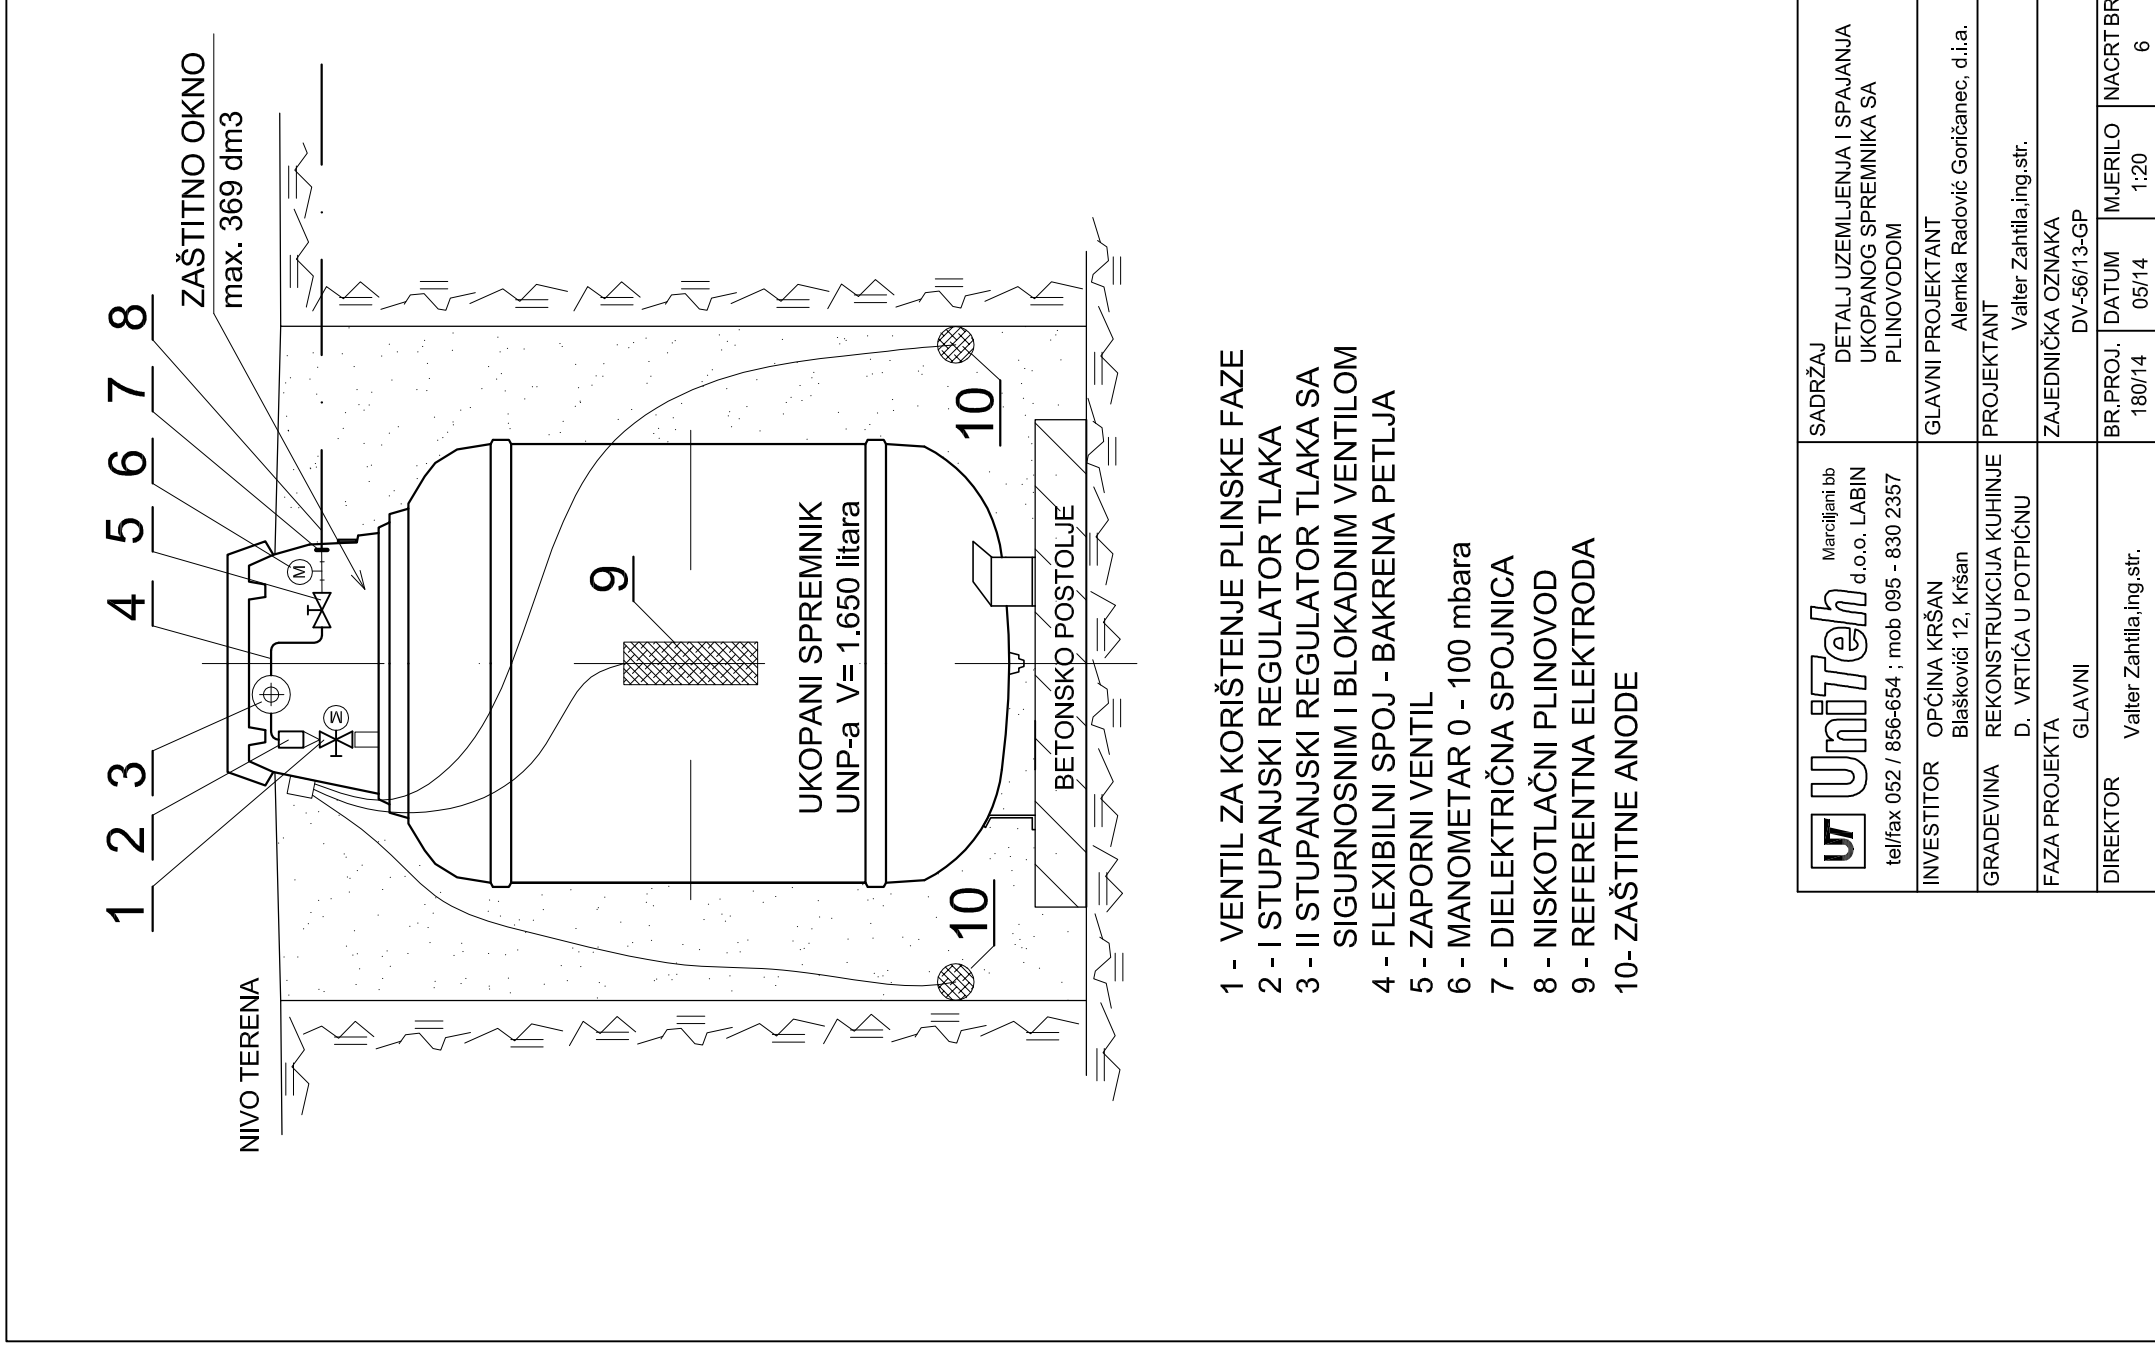 ZAŠTITNO OKNO
max. 369 dm3
1
2
3
4
5
6
7
8
NIVO TERENA
M
M
9
UKOPANI SPREMNIK
UNP-a V= 1.650 litara
10
10
BETONSKO POSTOLJE
1 - VENTIL ZA KORIŠTENJE PLINSKE FAZE
2 - I STUPANJSKI REGULATOR TLAKA
3 - II STUPANJSKI REGULATOR TLAKA SA
SIGURNOSNIM I BLOKADNIM VENTILOM
4 - FLEXIBILNI SPOJ - BAKRENA PETLJA
5 - ZAPORNI VENTIL
6 - MANOMETAR 0 - 100 mbara
7 - DIELEKTRIČNA SPOJNICA
8 - NISKOTLAČNI PLINOVOD
9 - REFERENTNA ELEKTRODA
10- ZAŠTITNE ANODE
UT UniTeh Marciljani bb
d.o.o. LABIN
tel/fax 052 / 856-654 ; mob 095 - 830 2357
SADRŽAJ
DETALJ UZEMLJENJA I SPAJANJA
UKOPANOG SPREMNIKA SA
PLINOVODOM
INVESTITOR OPĆINA KRŠAN
Blaškovići 12, Kršan
GLAVNI PROJEKTANT
Alemka Radović Goričanec, d.i.a.
GRAĐEVINA REKONSTRUKCIJA KUHINJE
D. VRTIĆA U POTPIĆNU
PROJEKTANT
Valter Zahtila,ing.str.
FAZA PROJEKTA
GLAVNI
ZAJEDNIČKA OZNAKA
DV-56/13-GP
DIREKTOR
Valter Zahtila,ing.str.
BR.PROJ. DATUM MJERILO NACRT BR
180/14 05/14 1:20 6